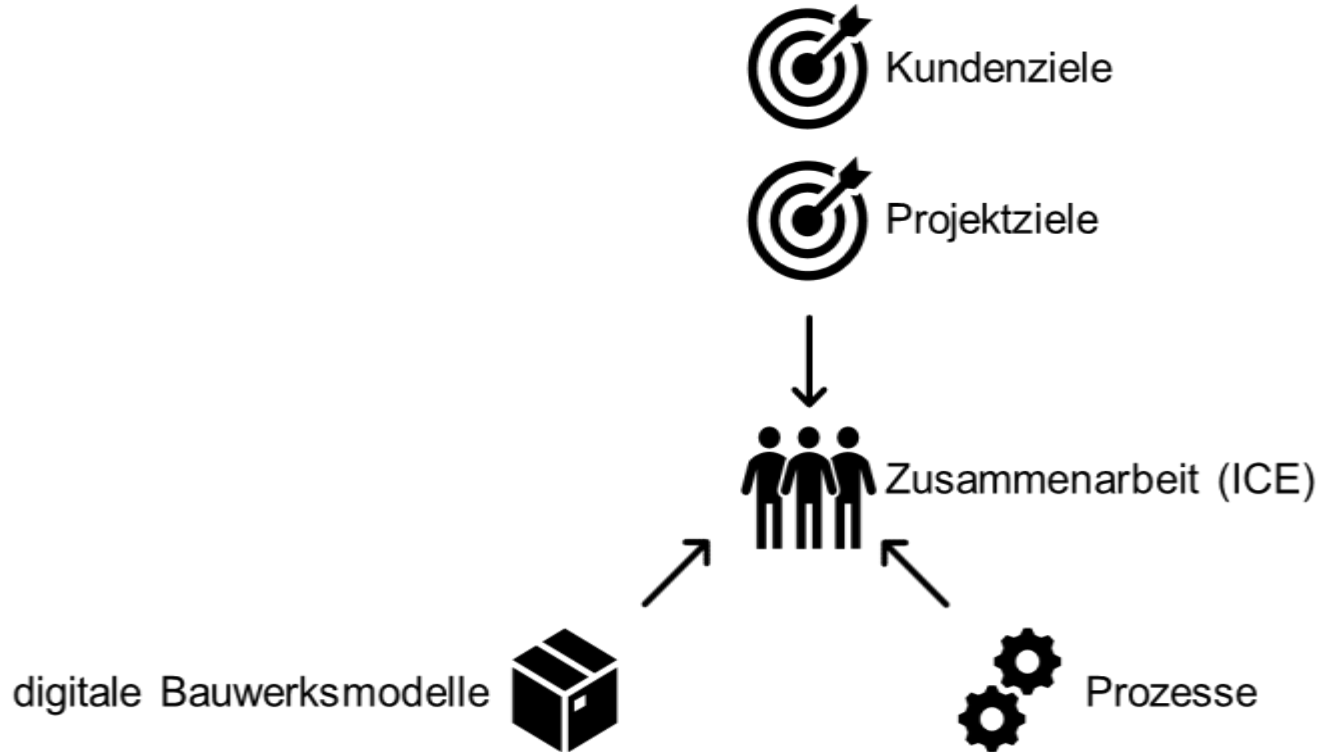 Kundenziele
Projektziele
Zusammenarbeit (ICE)
digitale Bauwerksmodelle
Prozesse